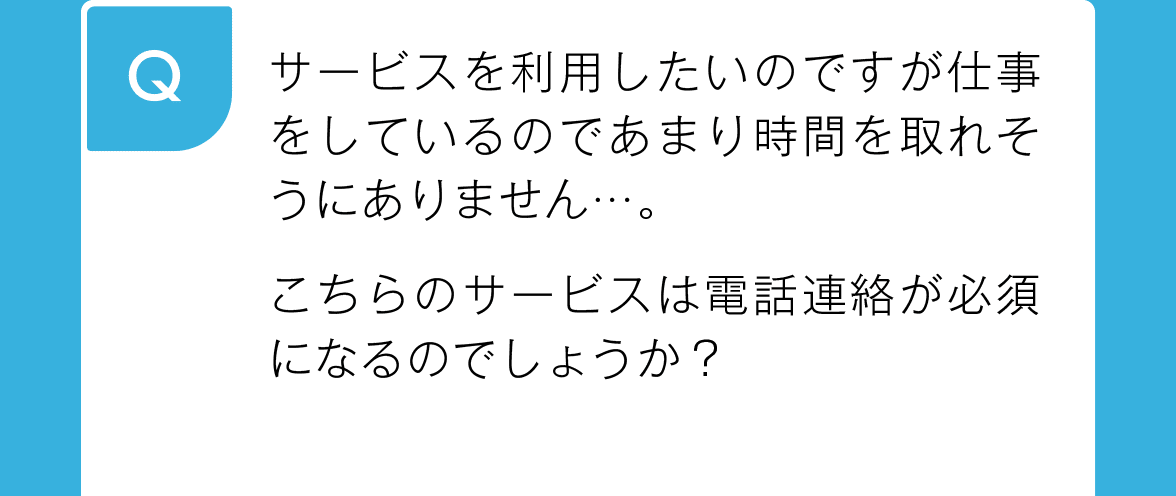 Q
サービスを利用したいのですが仕事
をしているのであまり時間を取れそ
うにありません…。
こちらのサービスは電話連絡が必須
になるのでしょうか？